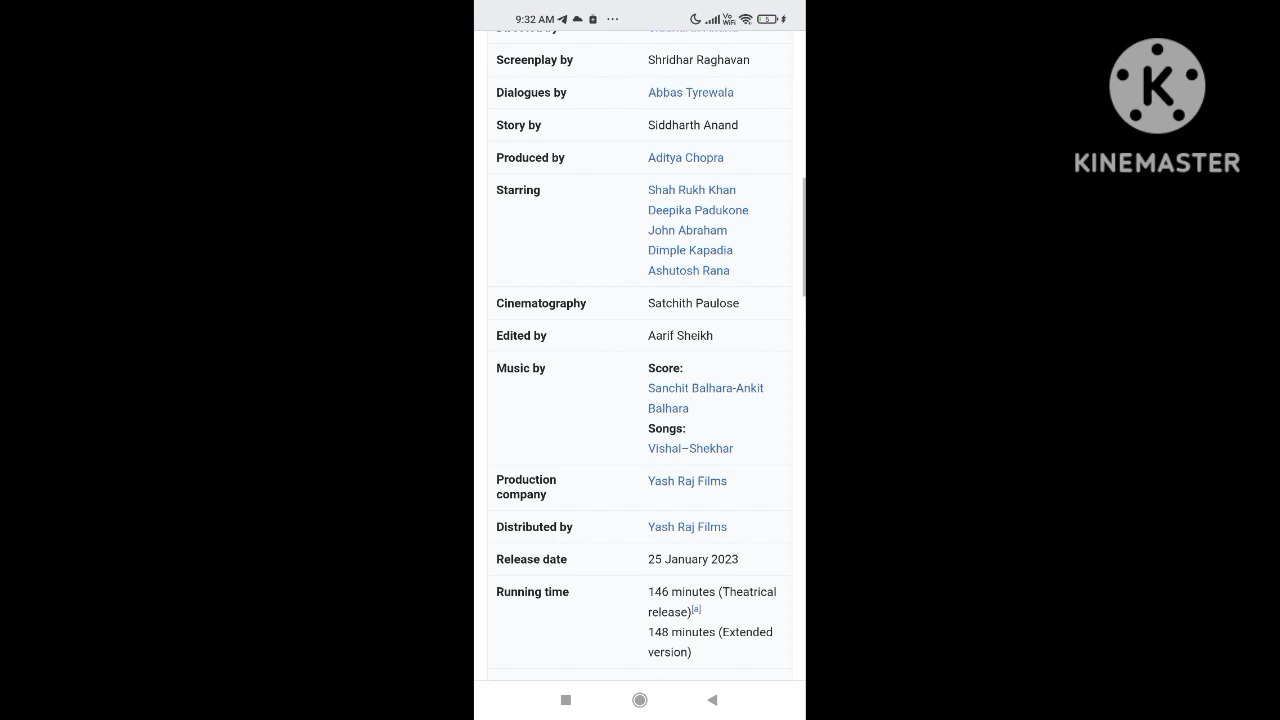 9:32 AM
Screenplay by Shridhar Raghavan
Dialogues by Abbas Tyrewala
Story by Siddharth Anand
Produced by Aditya Chopra
Starring Shah Rukh Khan
Deepika Padukone
John Abraham
Dimple Kapadia
Ashutosh Rana
Cinematography Satchith Paulose
Edited by Aarif Sheikh
Music by Score:
Sanchit Balhara-Ankit
Balhara
Songs:
Vishal–Shekhar
Production
company Yash Raj Films
Distributed by Yash Raj Films
Release date 25 January 2023
Running time 146 minutes (Theatrical
release)[a]
148 minutes (Extended
version)
K
KINEMASTER